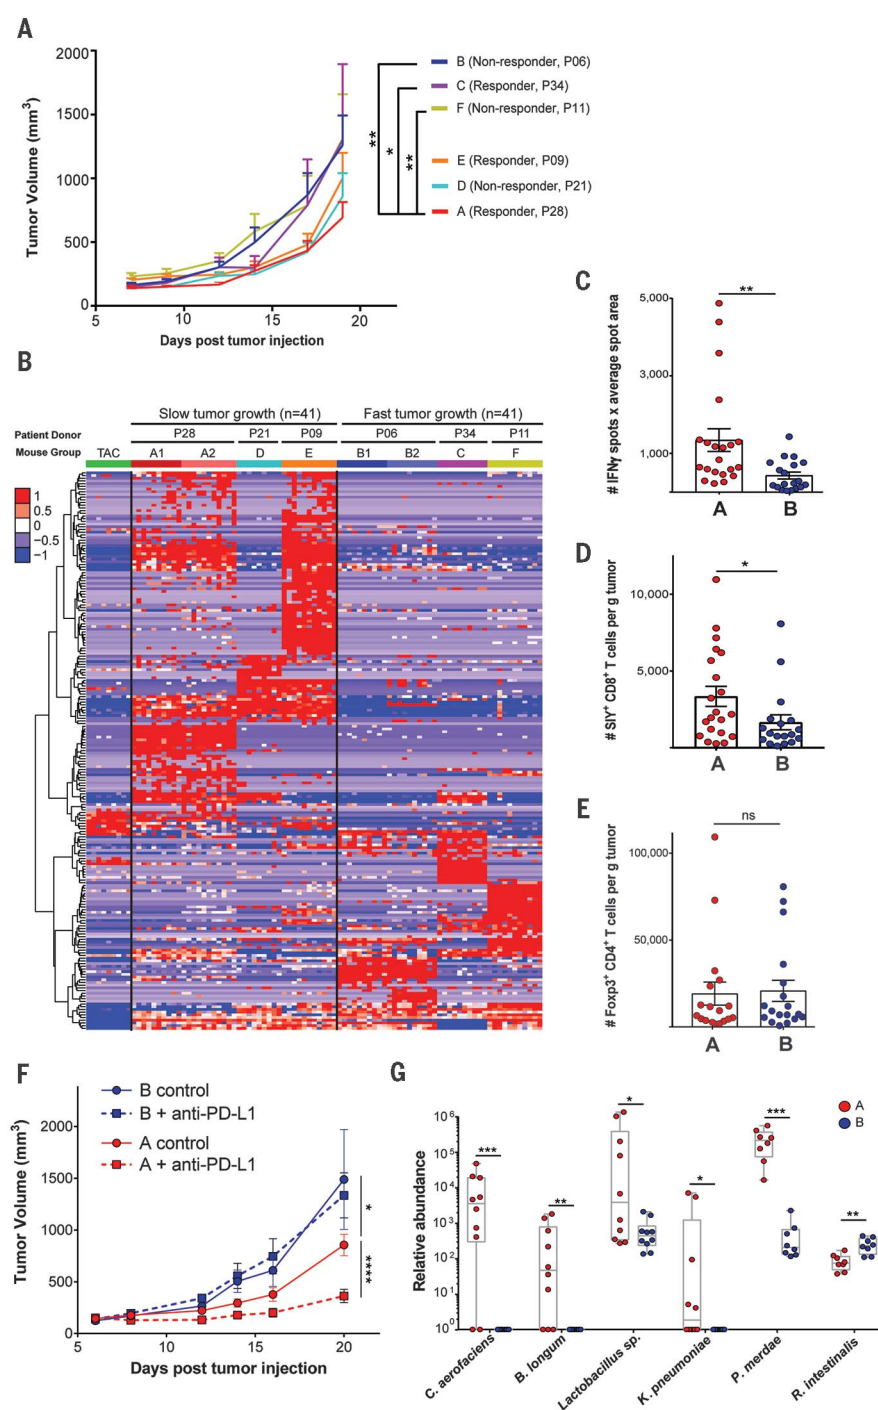 A
2000
1500
1000
500
0
5
10
15
20
Tumor Volume (mm³)
Days post tumor injection
B (Non-responder, P06)
C (Responder, P34)
F (Non-responder, P11)
E (Responder, P09)
D (Non-responder, P21)
A (Responder, P28)
**
*
**
B
Slow tumor growth (n=41)
Fast tumor growth (n=41)
Patient Donor
P28
P21
P09
P06
P34
P11
Mouse Group
TAC
A1
A2
D
E
B1
B2
C
F
1
0.5
0
−0.5
−1
C
# IFNγ spots x average spot area
5,000
3,000
1,000
**
A
B
D
# SIY⁺ CD8⁺ T cells per g tumor
10,000
5,000
*
A
B
E
# Foxp3⁺ CD4⁺ T cells per g tumor
100,000
50,000
ns
A
B
F
B control
B + anti-PD-L1
A control
A + anti-PD-L1
Tumor Volume (mm³)
2000
1500
1000
500
0
5
10
15
20
Days post tumor injection
*
****
G
Relative abundance
10⁶
10⁵
10⁴
10³
10²
10¹
10⁰
10
***
**
*
*
***
**
A
B
C. aerofaciens
B. longum
Lactobacillus sp.
K. pneumoniae
P. merdae
R. intestinalis